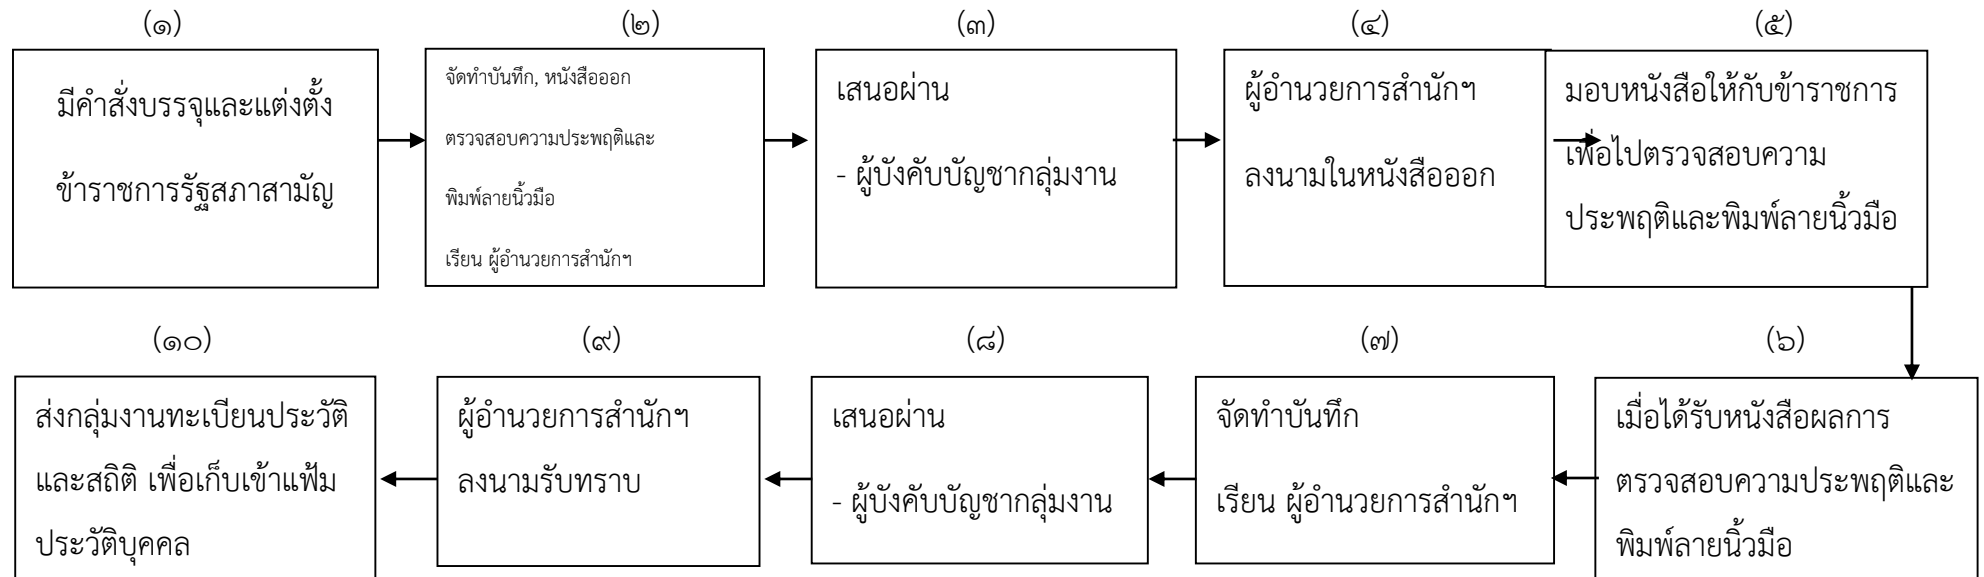 (๑)
มีคำสั่งบรรจุและแต่งตั้ง
ข้าราชการรัฐสภาสามัญ
(๒)
จัดทำบันทึก, หนังสือออก
ตรวจสอบความประพฤติและ
พิมพ์ลายนิ้วมือ
เรียน ผู้อำนวยการสำนักฯ
(๓)
เสนอผ่าน
- ผู้บังคับบัญชากลุ่มงาน
(๔)
ผู้อำนวยการสำนักฯ
ลงนามในหนังสือออก
(๕)
มอบหนังสือให้กับข้าราชการ
เพื่อไปตรวจสอบความ
ประพฤติและพิมพ์ลายนิ้วมือ
(๖)
เมื่อได้รับหนังสือผลการ
ตรวจสอบความประพฤติและ
พิมพ์ลายนิ้วมือ
(๗)
จัดทำบันทึก
เรียน ผู้อำนวยการสำนักฯ
(๘)
เสนอผ่าน
- ผู้บังคับบัญชากลุ่มงาน
(๙)
ผู้อำนวยการสำนักฯ
ลงนามรับทราบ
(๑๐)
ส่งกลุ่มงานทะเบียนประวัติ
และสถิติ เพื่อเก็บเข้าแฟ้ม
ประวัติบุคคล